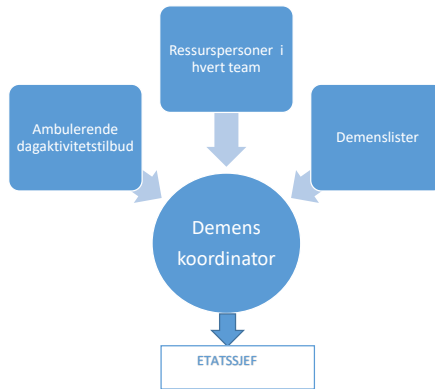 Ressurspersoner i
hvert team
Ambulerende
dagaktivitetstilbud
Demenslister
Demens
koordinator
ETATSSJEF